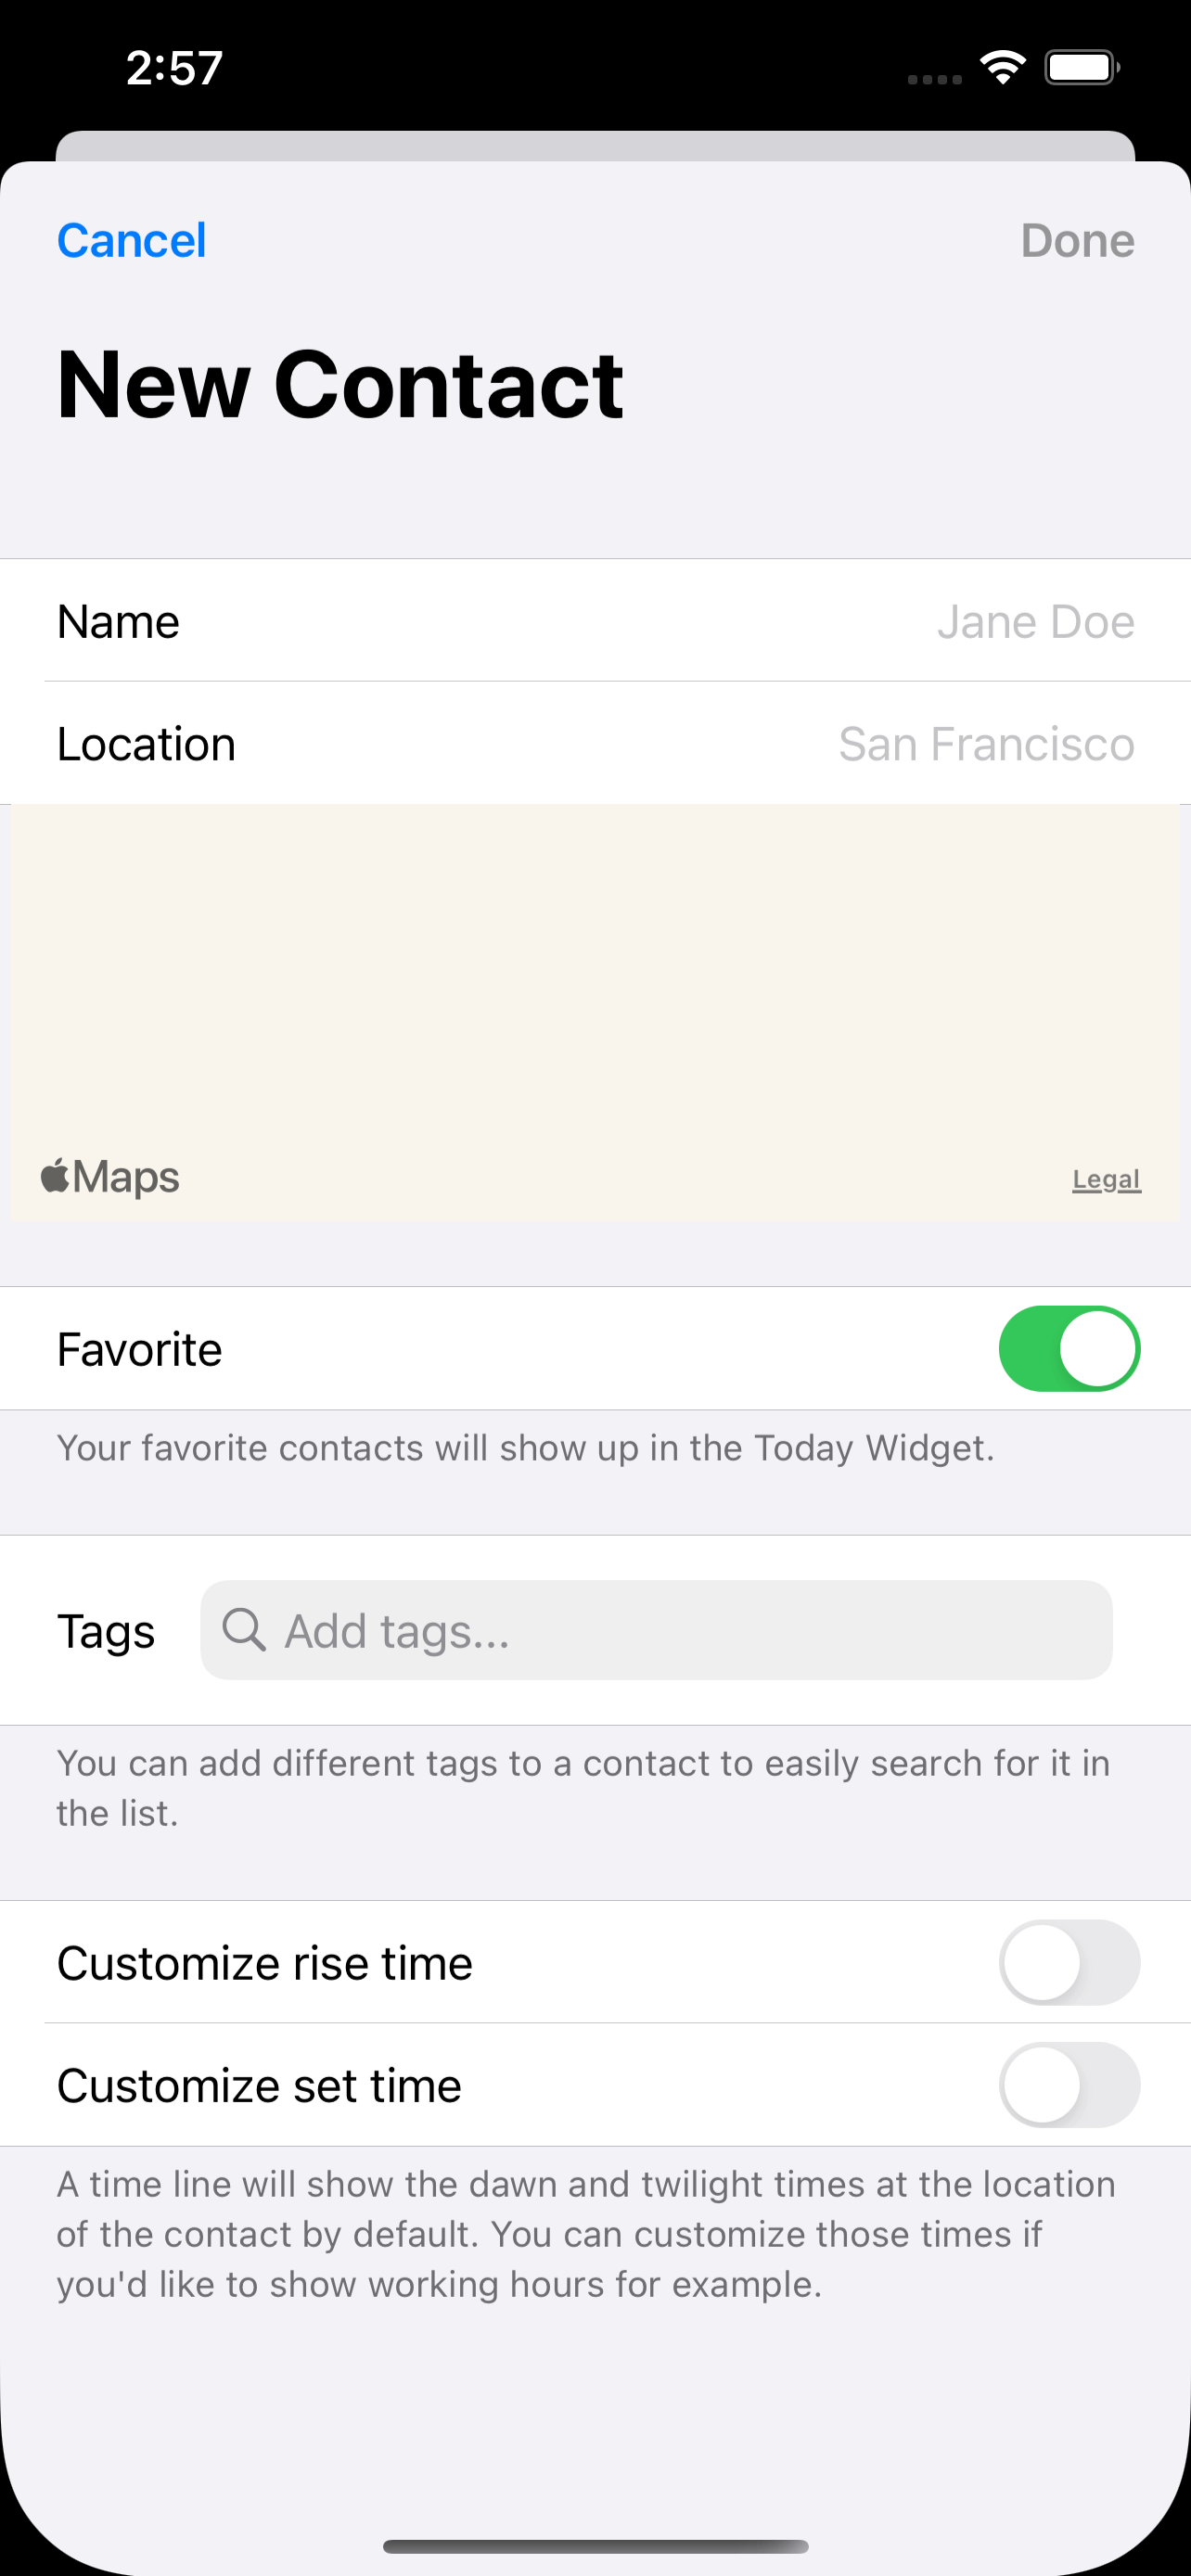 2:57
Cancel
Done
New Contact
Name
Jane Doe
Location
San Francisco
Maps
Legal
Favorite
Your favorite contacts will show up in the Today Widget.
Tags
Add tags...
You can add different tags to a contact to easily search for it in
the list.
Customize rise time
Customize set time
A time line will show the dawn and twilight times at the location
of the contact by default. You can customize those times if
you'd like to show working hours for example.